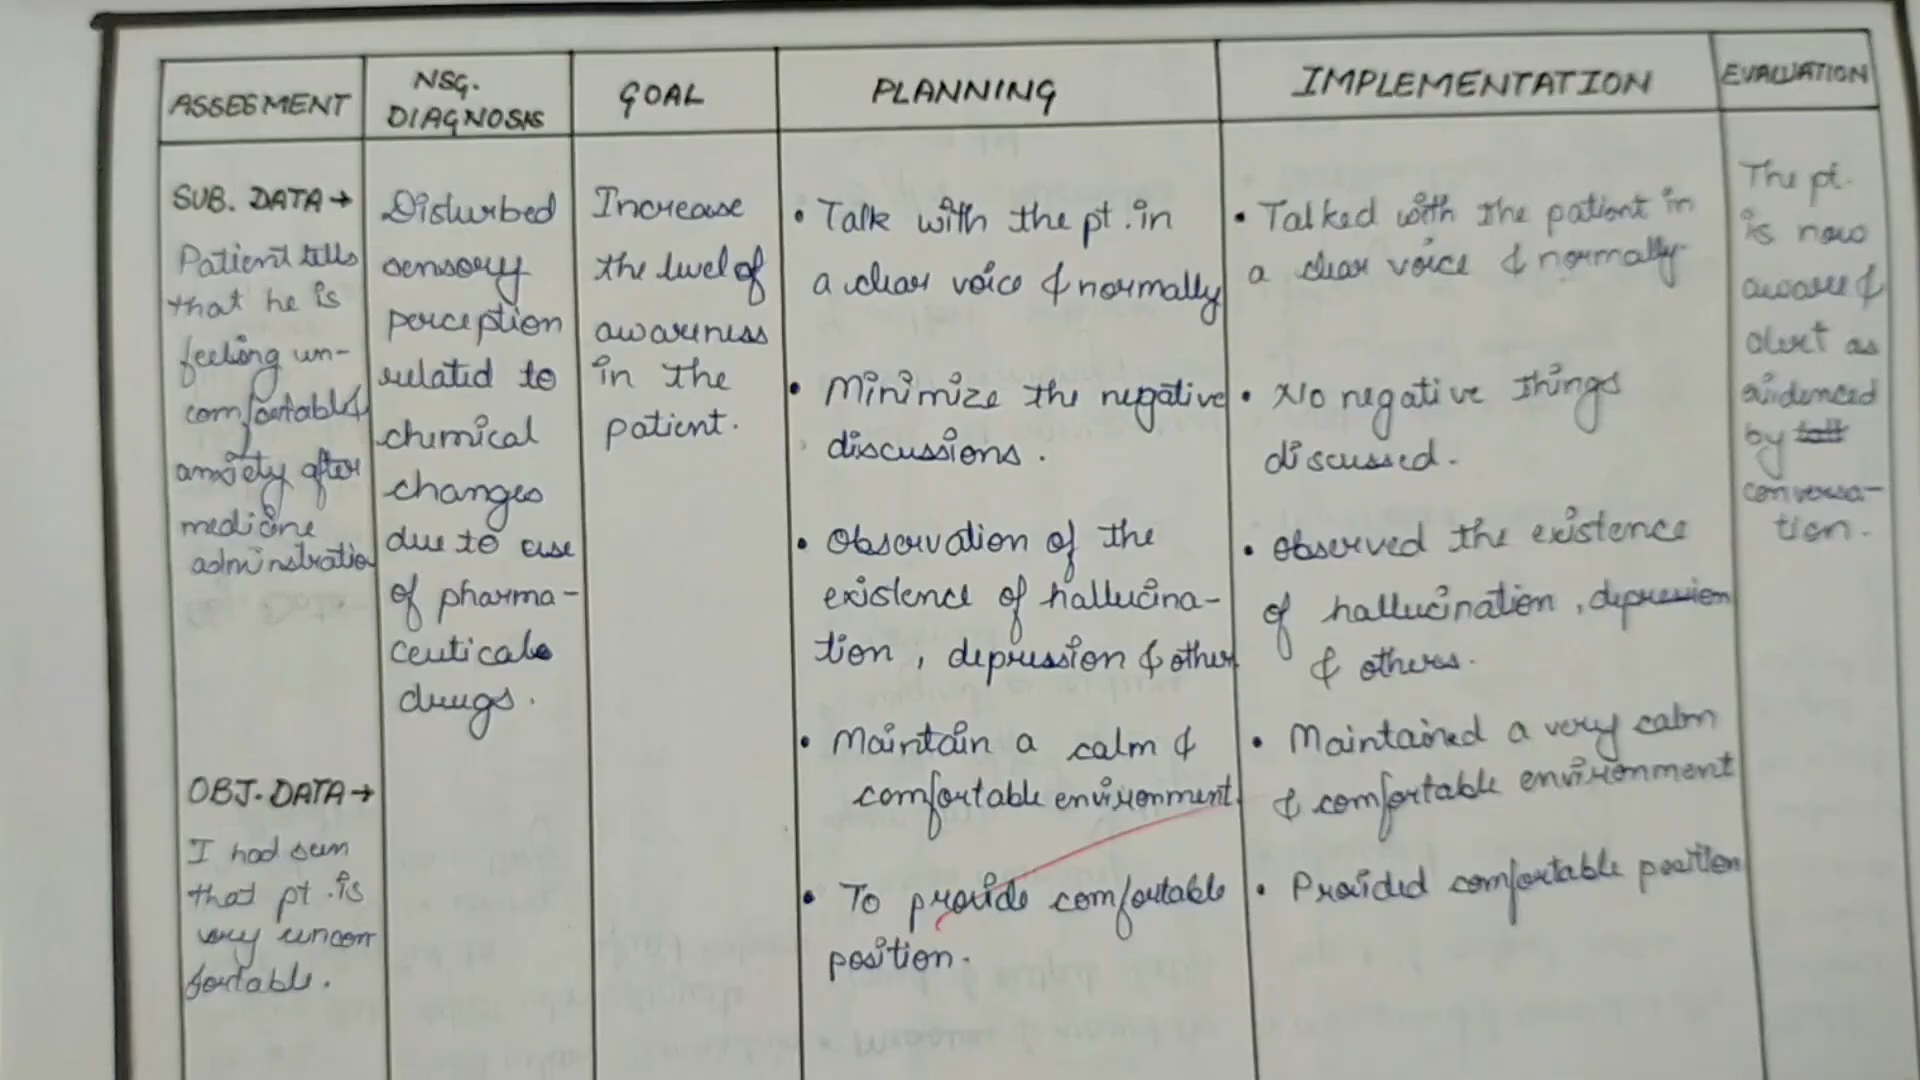 ASSESMENT
NSG.
DIAGNOSIS
GOAL
PLANNING
IMPLEMENTATION
EVALUATION
SUB. DATA →
Patient tells
that he is
feeling un-
comfortable &
anxiety after
medicine
adminstration
OBJ. DATA →
I had seen
that pt. is
very uncom
fortable.
Disturbed
sensory
perception
related to
chemical
changes
due to use
of pharma-
ceuticals
drugs.
Increase
the level of
awareness
in the
patient.
• Talk with the pt. in
a clear voice & normally
• Minimize the negative
discussions.
• Observation of the
existence of hallucina-
tion, depression & other
• Maintain a calm &
comfortable environment.
• To provide comfortable
position.
• Talked with the patient in
a clear voice & normally
• No negative things
discussed.
• Observed the existence
of hallucination, depression
& others.
• Maintained a very calm
& comfortable environment
• Provided comfortable position
The pt.
is now
aware &
alert as
evidenced
by
conversa-
tion.